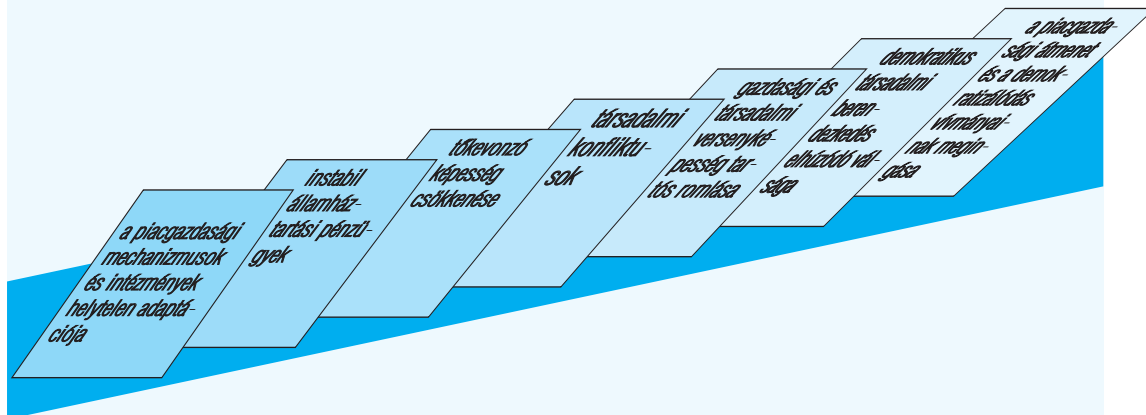 a piacgazdasági
mechanizmusok
és intézmények
helytelen adaptá-
ciója
instabil
államház-
tartási pénzü-
gyek
tőkevonzó
képesség
csökkenése
társadalmi
konfliktu-
sok
gazdasági és
társadalmi
versenyké-
pesség tar-
tós romlása
demokratikus
társadalmi
beren-
dezkedés
elhúzódó vál-
sága
a piacgazda-
sági átmenet
és a demok-
ratizálódás
vívmányai-
nak megin-
gása